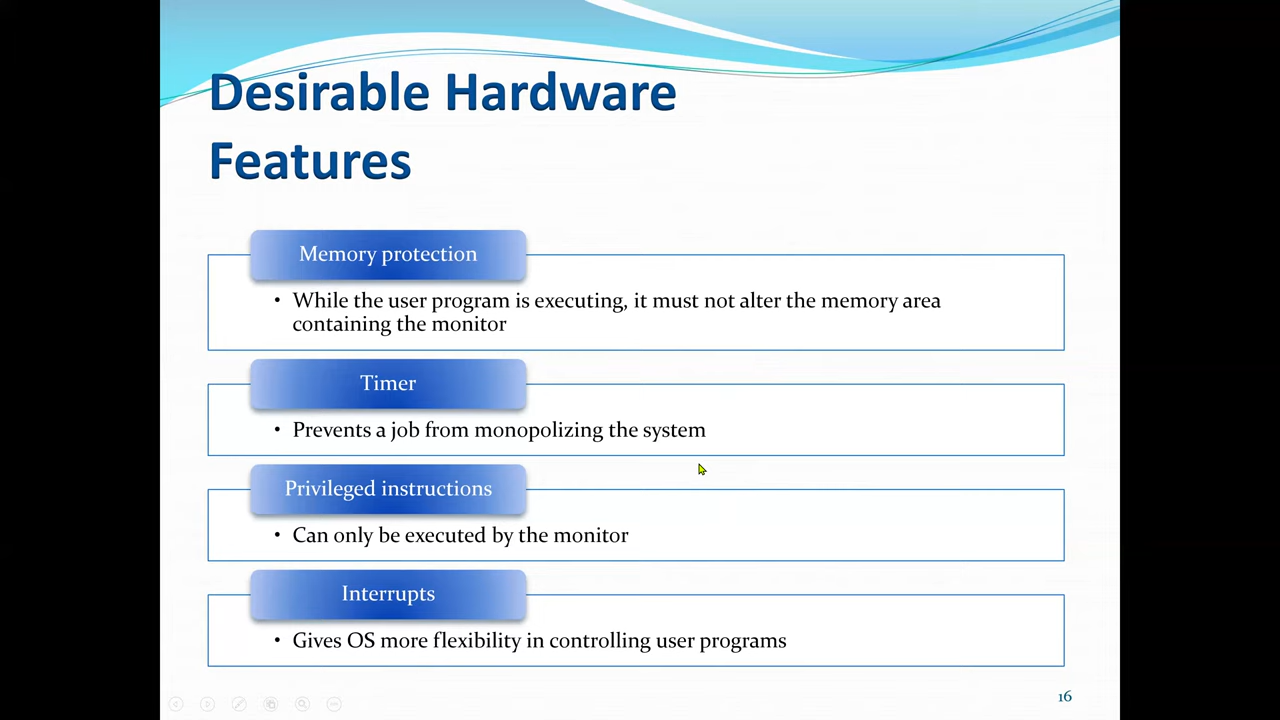 Desirable Hardware
Features
Memory protection
• While the user program is executing, it must not alter the memory area
containing the monitor
Timer
• Prevents a job from monopolizing the system
Privileged instructions
• Can only be executed by the monitor
Interrupts
• Gives OS more flexibility in controlling user programs
16